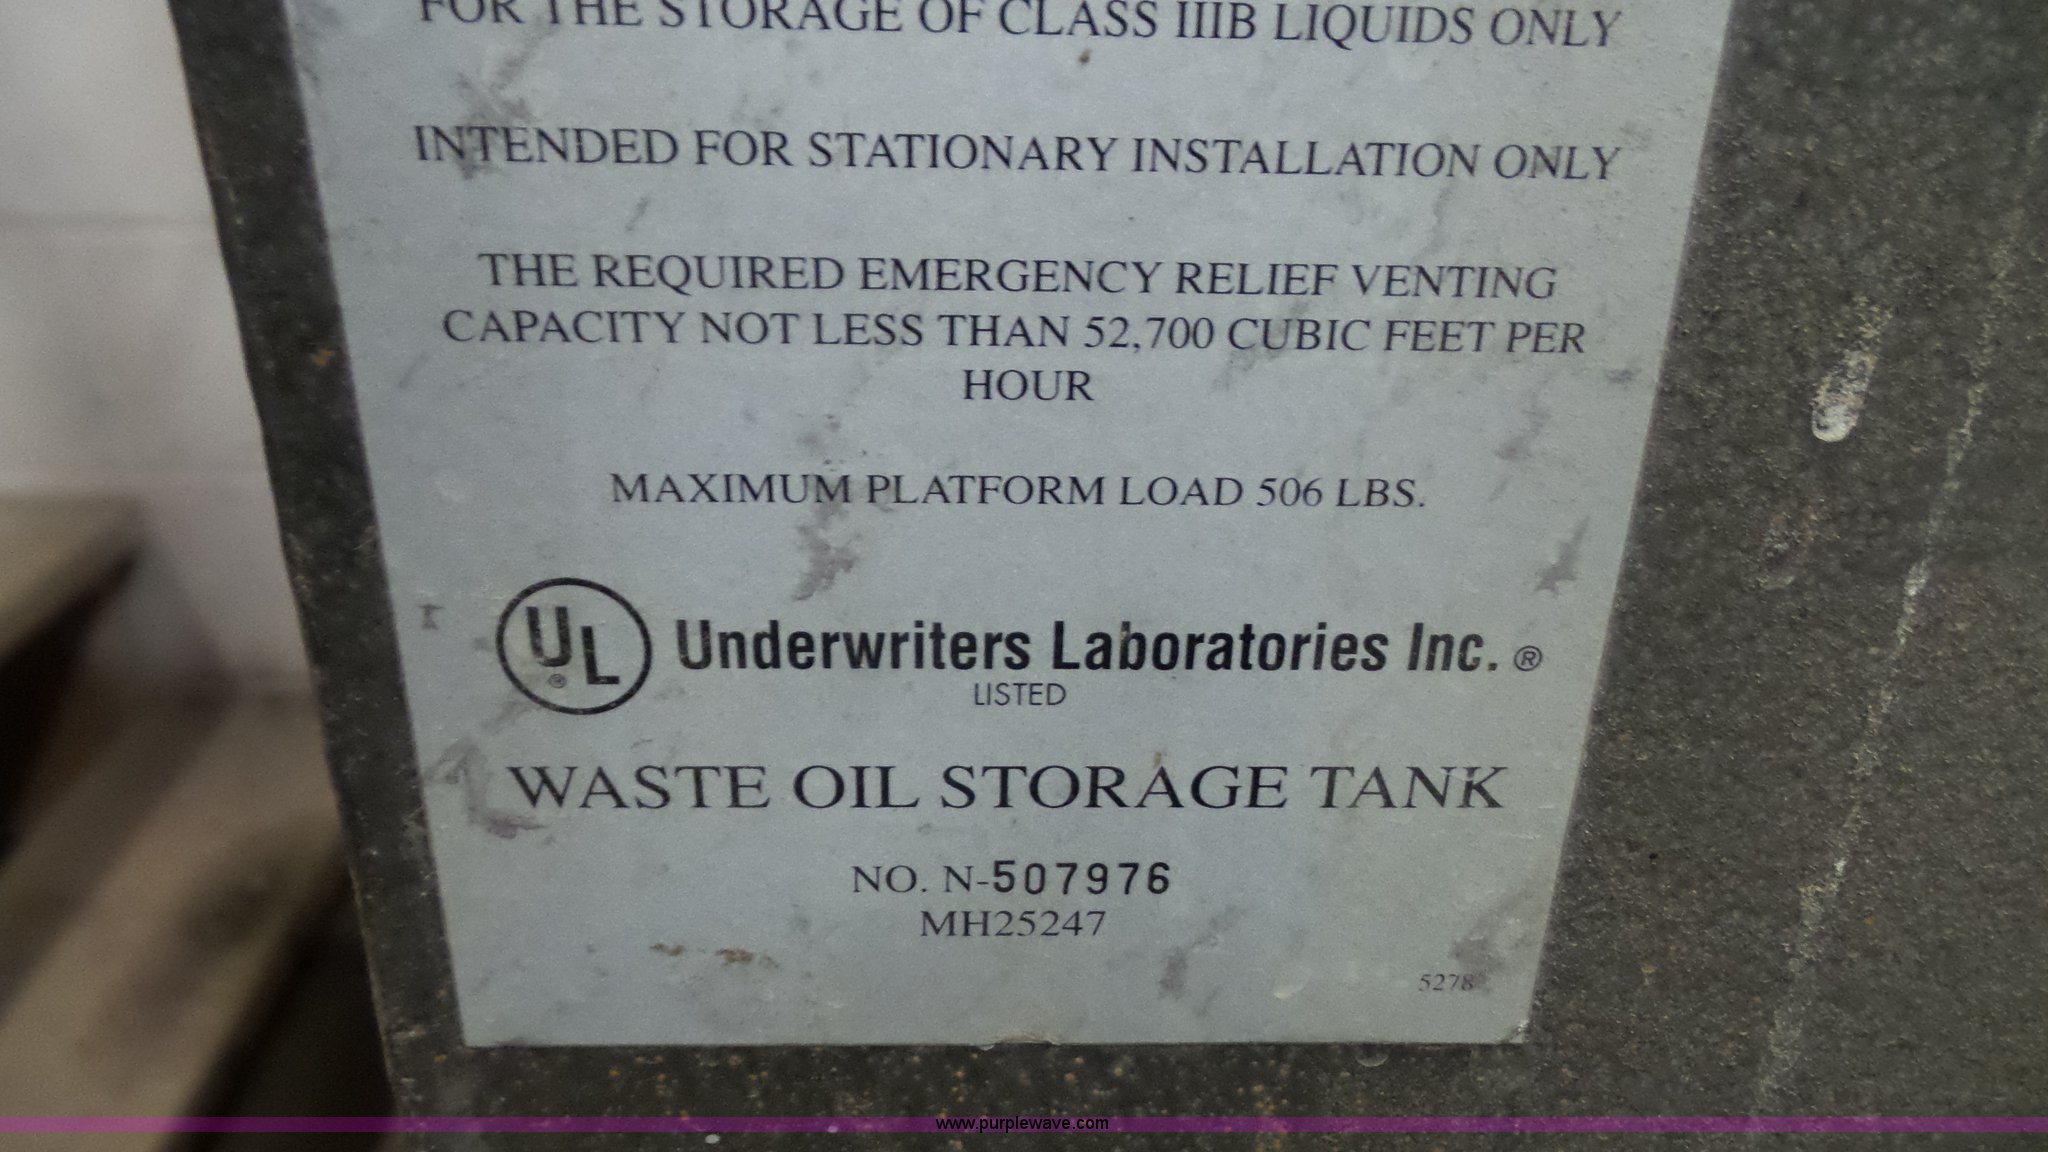 FOR THE STORAGE OF CLASS IIIB LIQUIDS ONLY
INTENDED FOR STATIONARY INSTALLATION ONLY
THE REQUIRED EMERGENCY RELIEF VENTING
CAPACITY NOT LESS THAN 52,700 CUBIC FEET PER
HOUR
MAXIMUM PLATFORM LOAD 506 LBS.
UL® Underwriters Laboratories Inc.®
LISTED
WASTE OIL STORAGE TANK
NO. N-507976
MH25247
5278
www.purplewave.com